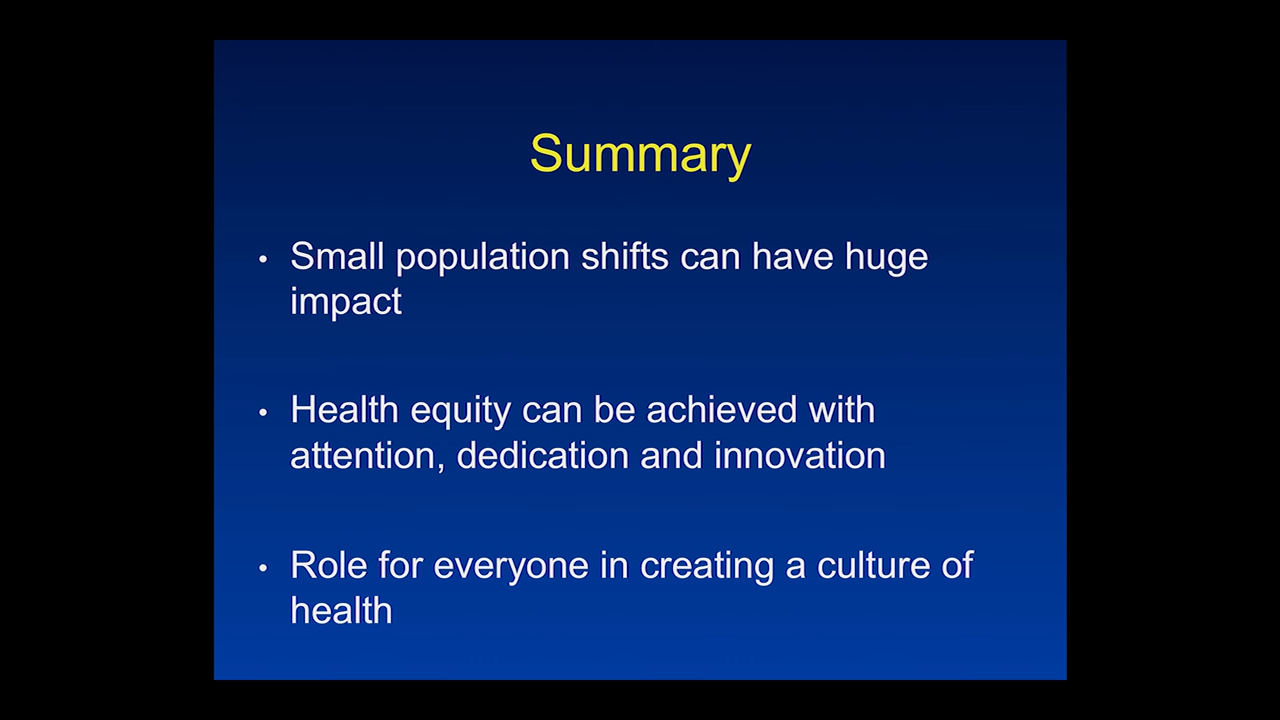 Summary
• Small population shifts can have huge
impact
• Health equity can be achieved with
attention, dedication and innovation
• Role for everyone in creating a culture of
health